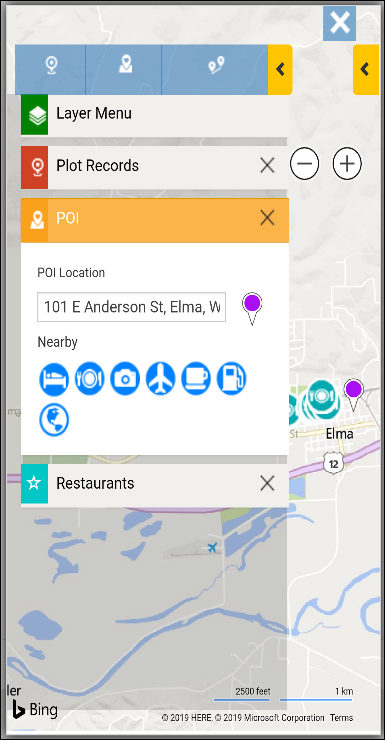 Layer Menu
Plot Records
POI
POI Location
101 E Anderson St, Elma, W
Nearby
St
Elma
12
Restaurants
ler
2500 feet
1 km
Bing
© 2019 HERE, © 2019 Microsoft Corporation Terms